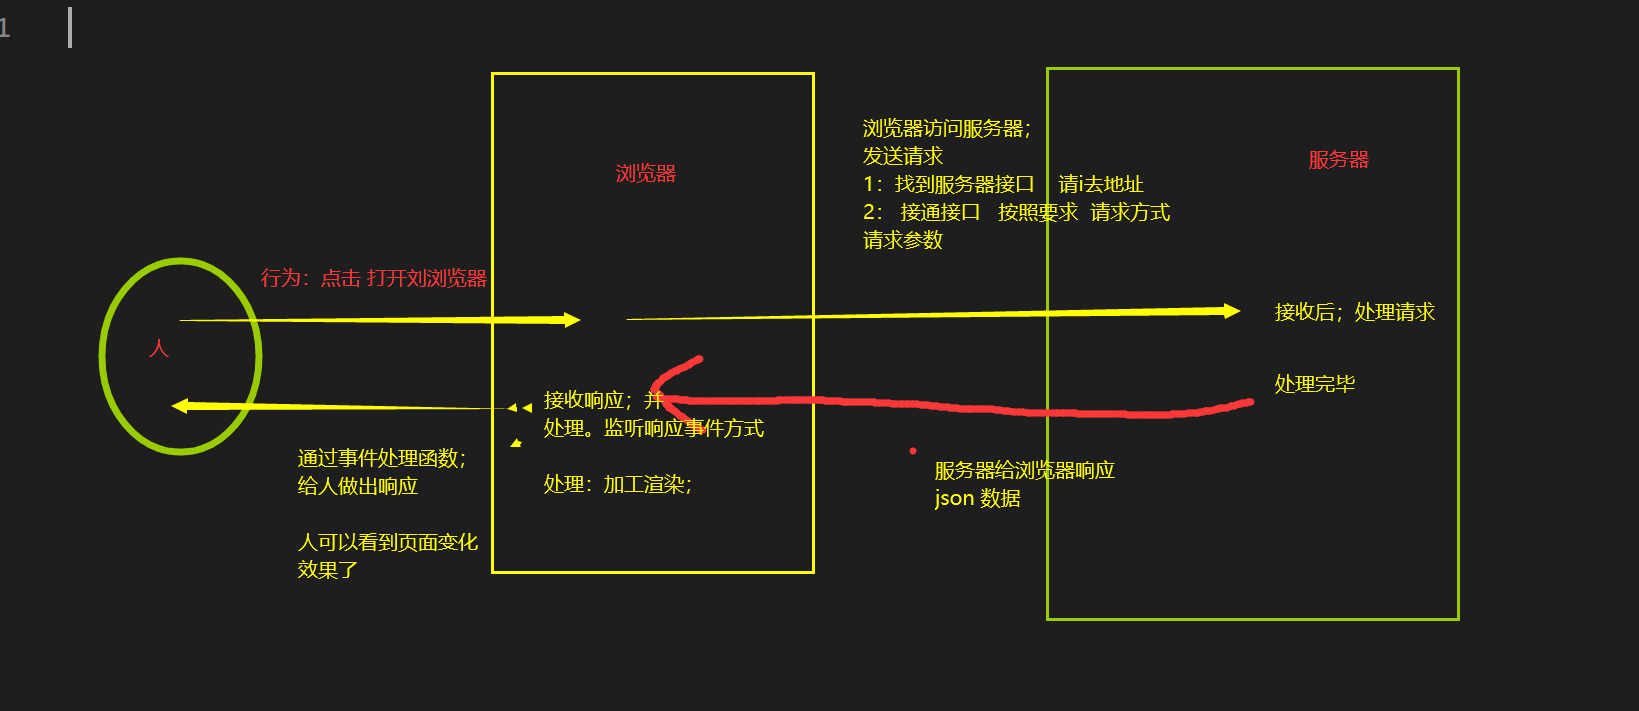 1
浏览器访问服务器；
发送请求
1：找到服务器接口 请i去地址
2： 接通接口 按照要求 请求方式
请求参数
浏览器
服务器
行为：点击 打开刘浏览器
人
接收后；处理请求
处理完毕
接收响应；并
处理。监听响应事件方式
处理：加工渲染；
通过事件处理函数；
给人做出响应
人可以看到页面变化
效果了
服务器给浏览器响应
json 数据